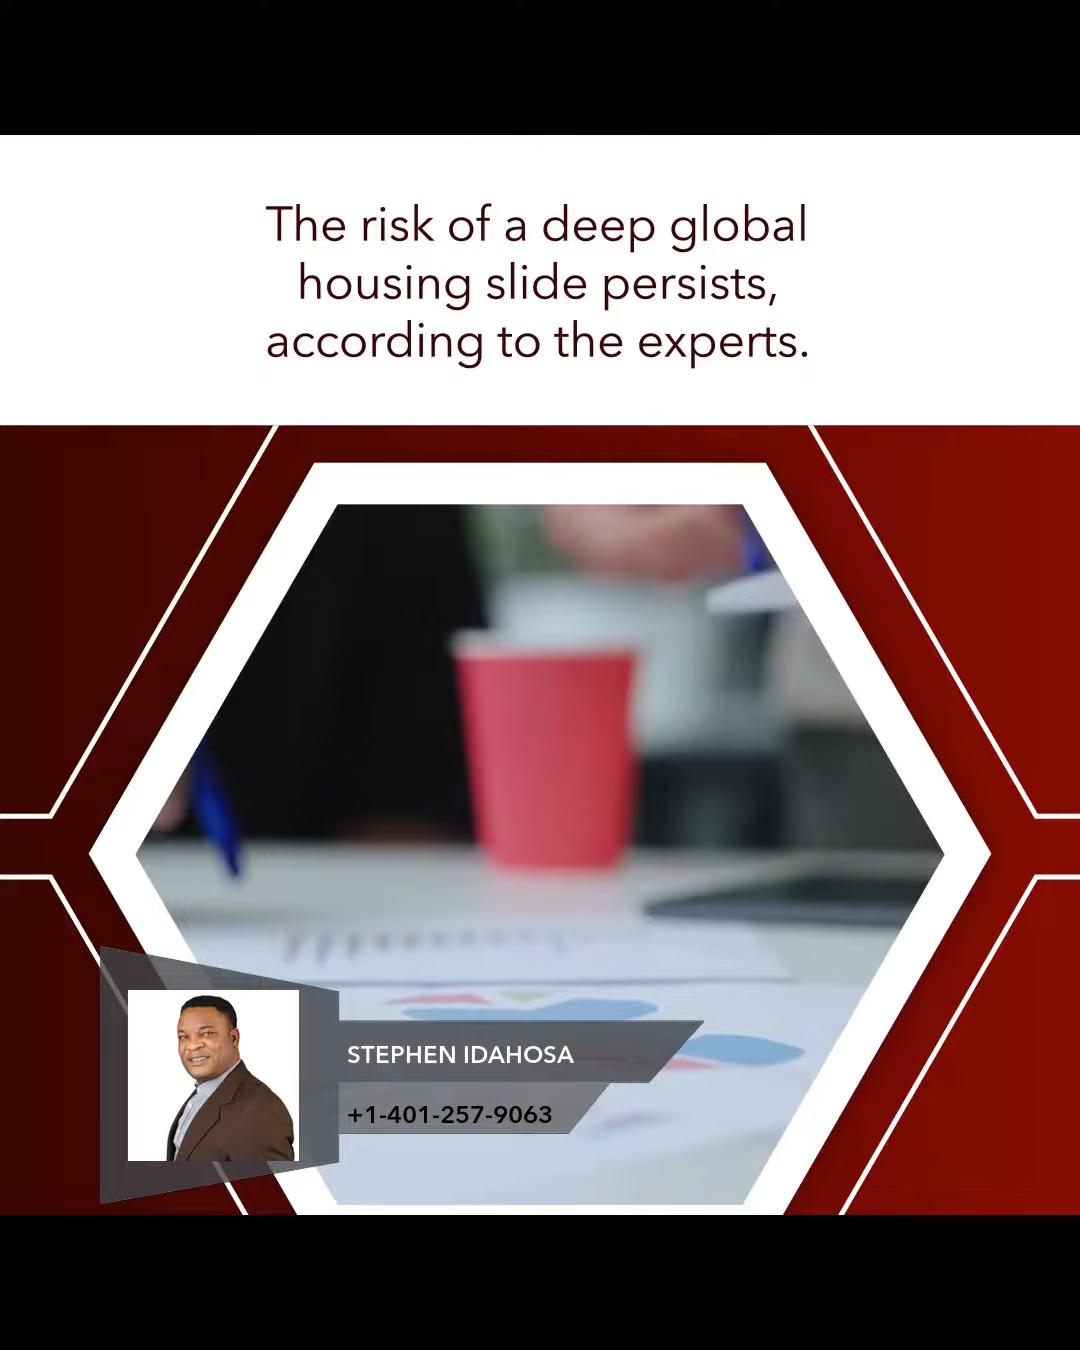 The risk of a deep global
housing slide persists,
according to the experts.
STEPHEN IDAHOSA
+1-401-257-9063